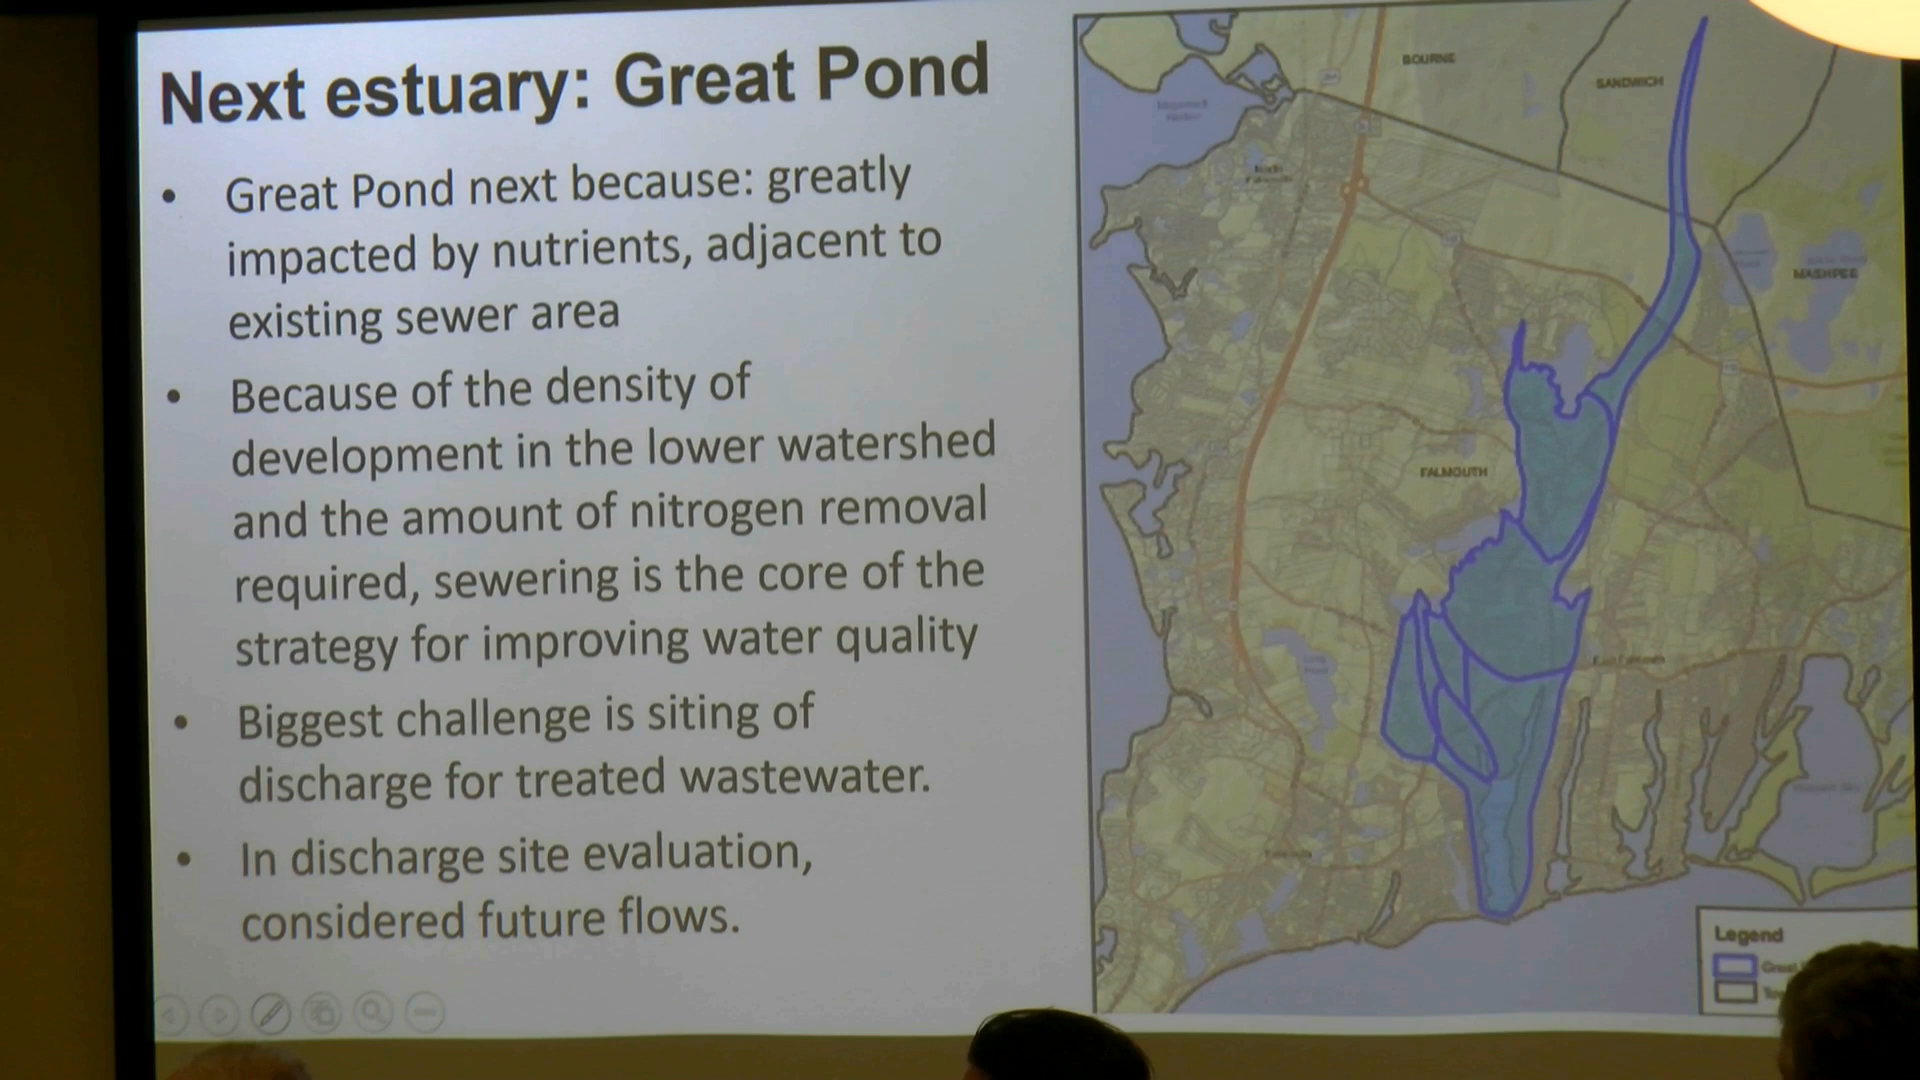 Next estuary: Great Pond
• Great Pond next because: greatly
impacted by nutrients, adjacent to
existing sewer area
• Because of the density of
development in the lower watershed
and the amount of nitrogen removal
required, sewering is the core of the
strategy for improving water quality
• Biggest challenge is siting of
discharge for treated wastewater.
• In discharge site evaluation,
considered future flows.
BOURNE
SANDWICH
MASHPEE
FALMOUTH
Legend